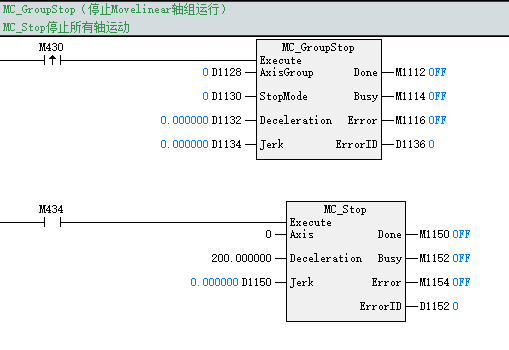 MC_GroupStop（停止Movelinear轴组运行）
MC_Stop停止所有轴运动
M430
MC_GroupStop
Execute
0 D1128 AxisGroup Done M1112 OFF
0 D1130 StopMode Busy M1114 OFF
0.000000 D1132 Deceleration Error M1116 OFF
0.000000 D1134 Jerk ErrorID D1136 0
M434
MC_Stop
Execute
0 Axis Done M1150 OFF
200.000000 Deceleration Busy M1152 OFF
0.000000 D1150 Jerk Error M1154 OFF
ErrorID D1152 0